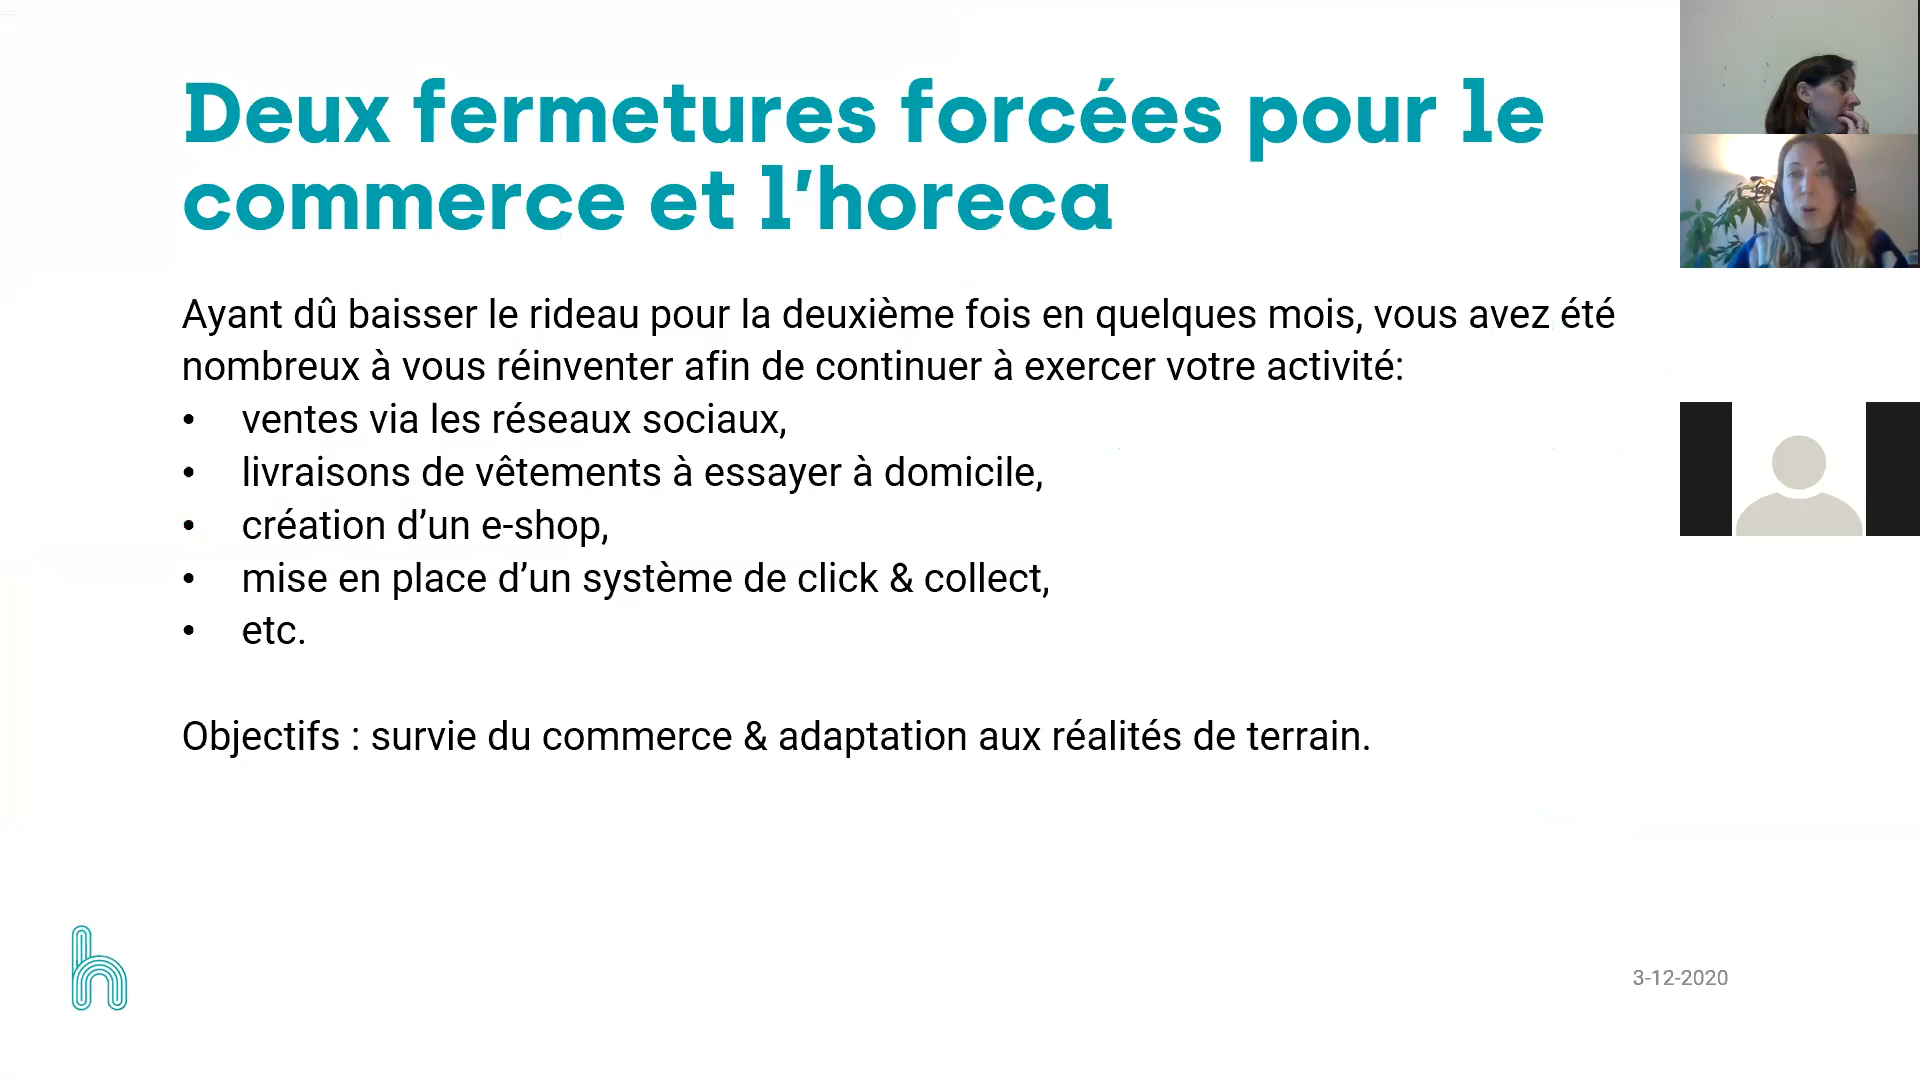 Deux fermetures forcées pour le
commerce et l’horeca
Ayant dû baisser le rideau pour la deuxième fois en quelques mois, vous avez été
nombreux à vous réinventer afin de continuer à exercer votre activité:
• ventes via les réseaux sociaux,
• livraisons de vêtements à essayer à domicile,
• création d’un e-shop,
• mise en place d’un système de click & collect,
• etc.
Objectifs : survie du commerce & adaptation aux réalités de terrain.
h
3-12-2020